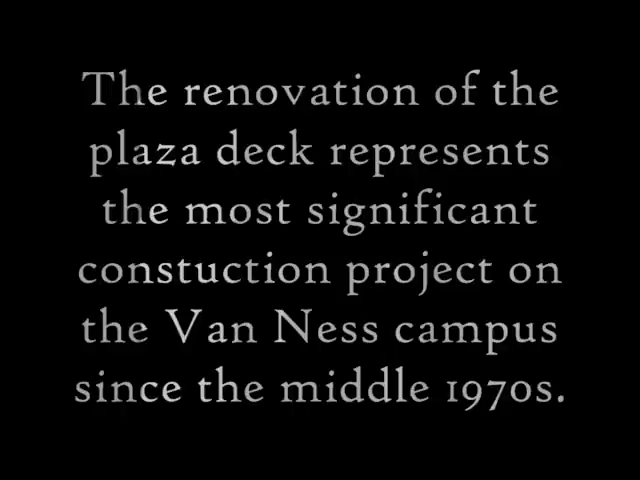 The renovation of the
plaza deck represents
the most significant
constuction project on
the Van Ness campus
since the middle 1970s.